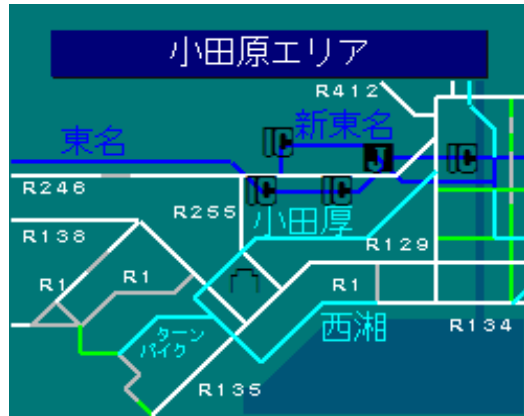 小田原エリア
R412
東名
新東名
IC
J
IC
R246
IC
IC
R255
小田厚
R138
R129
R1
R1
R1
ターン
パイク
西湘
R134
R135